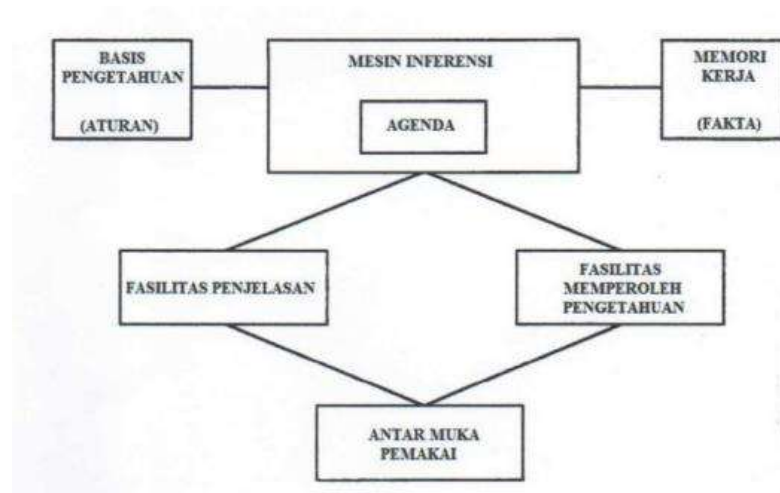 BASIS
PENGETAHUAN
(ATURAN)
MESIN INFERENSI
AGENDA
MEMORI
KERJA
(FAKTA)
FASILITAS PENJELASAN
FASILITAS
MEMPEROLEH
PENGETAHUAN
ANTAR MUKA
PEMAKAI